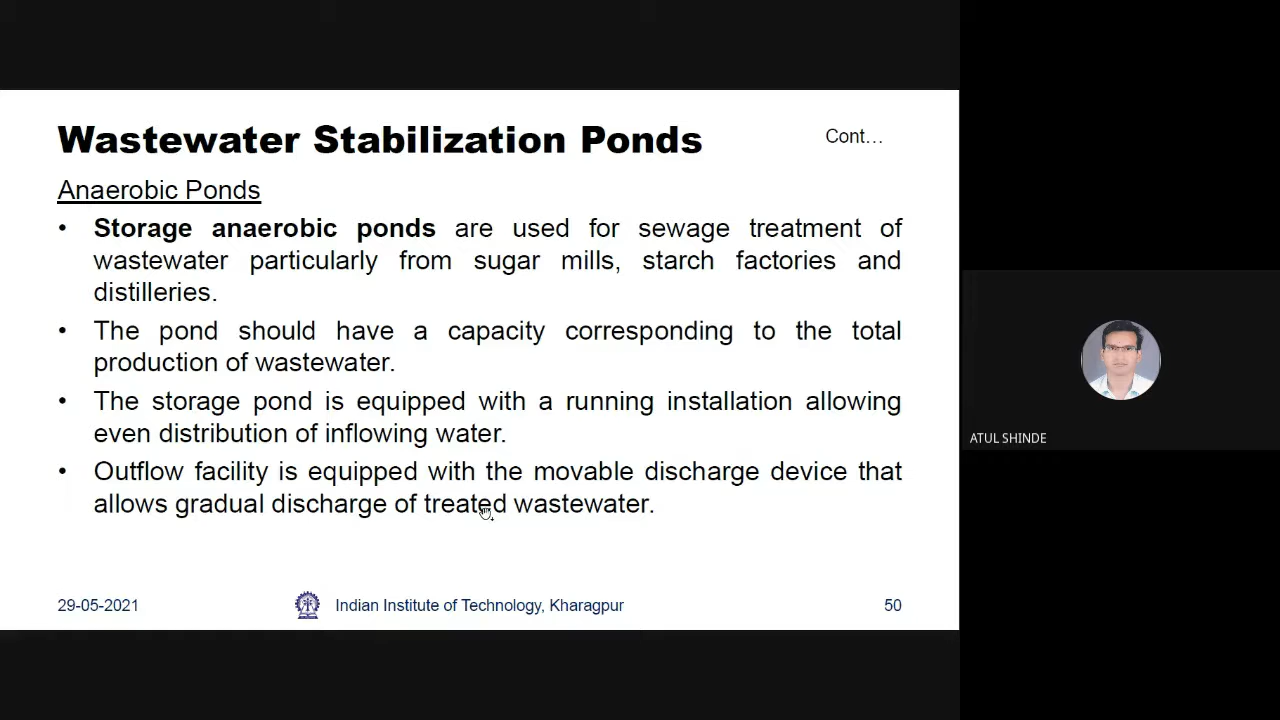 Wastewater Stabilization Ponds
Cont…
Anaerobic Ponds
• Storage anaerobic ponds are used for sewage treatment of
wastewater particularly from sugar mills, starch factories and
distilleries.
• The pond should have a capacity corresponding to the total
production of wastewater.
• The storage pond is equipped with a running installation allowing
even distribution of inflowing water.
• Outflow facility is equipped with the movable discharge device that
allows gradual discharge of treated wastewater.
29-05-2021
Indian Institute of Technology, Kharagpur
50
ATUL SHINDE